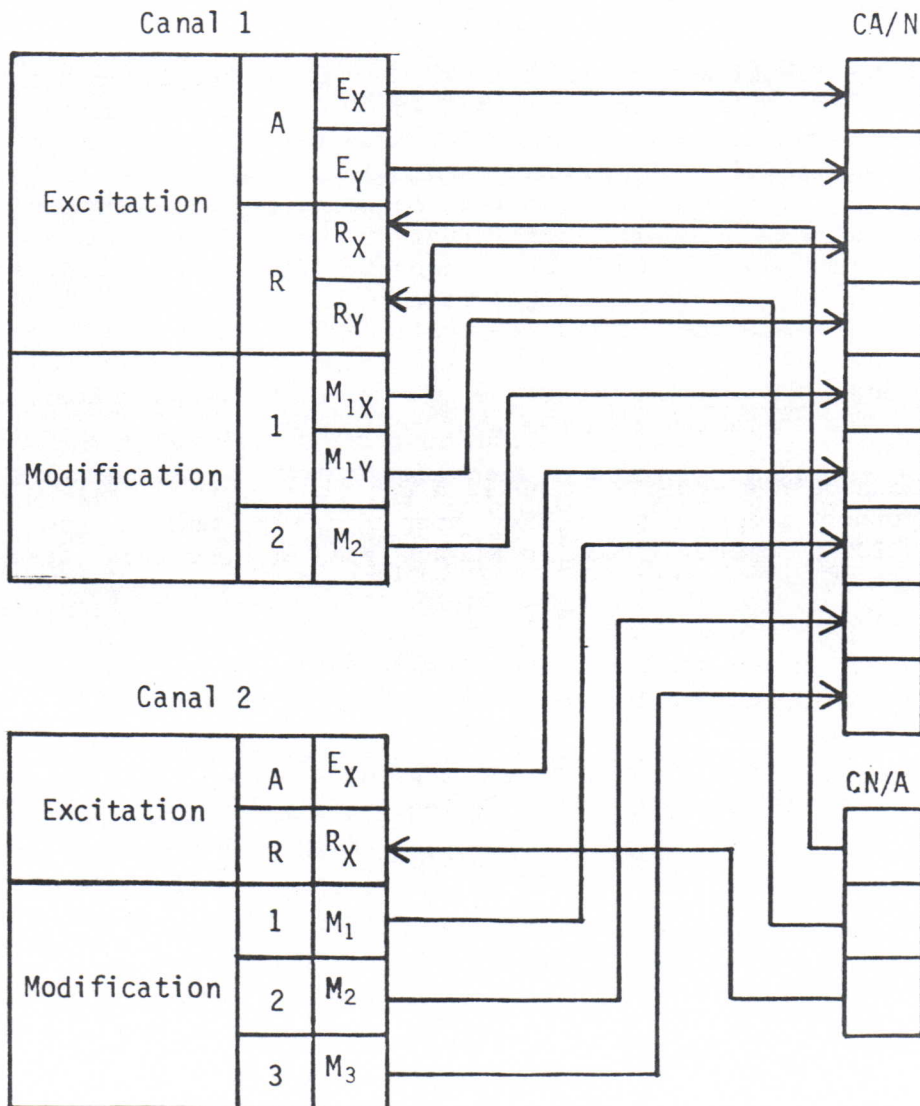 Canal 1
CA/N
Excitation
A
E_X
E_Y
R
R_X
R_Y
Modification
1
M_1X
M_1Y
2
M_2
Canal 2
CN/A
Excitation
A
E_X
R
R_X
Modification
1
M_1
2
M_2
3
M_3